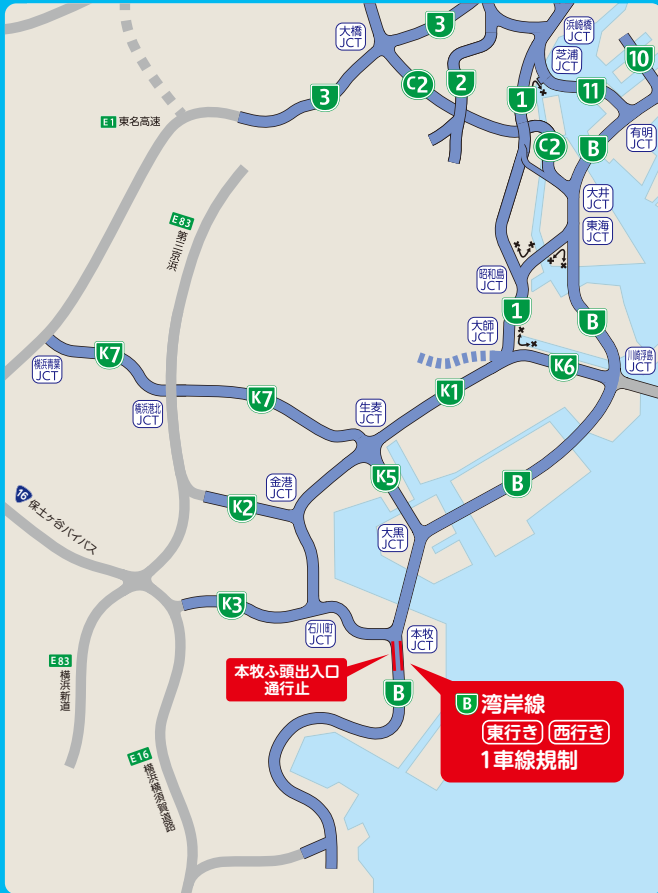 大橋
JCT
3
浜崎橋
JCT
芝浦
JCT
10
3
C2
2
1
11
E1 東名高速
有明
JCT
C2
B
大井
JCT
E83
第三京浜
東海
JCT
昭和島
JCT
1
B
大師
JCT
川崎浮島
JCT
横浜青葉
JCT
K7
K6
K7
K1
横浜港北
JCT
生麦
JCT
K5
B
金港
JCT
16
保土ヶ谷バイパス
K2
大黒
JCT
K3
石川町
JCT
本牧
JCT
E83
横浜新道
本牧ふ頭出入口
通行止
B
B 湾岸線
東行き 西行き
1車線規制
E16
横浜横須賀道路